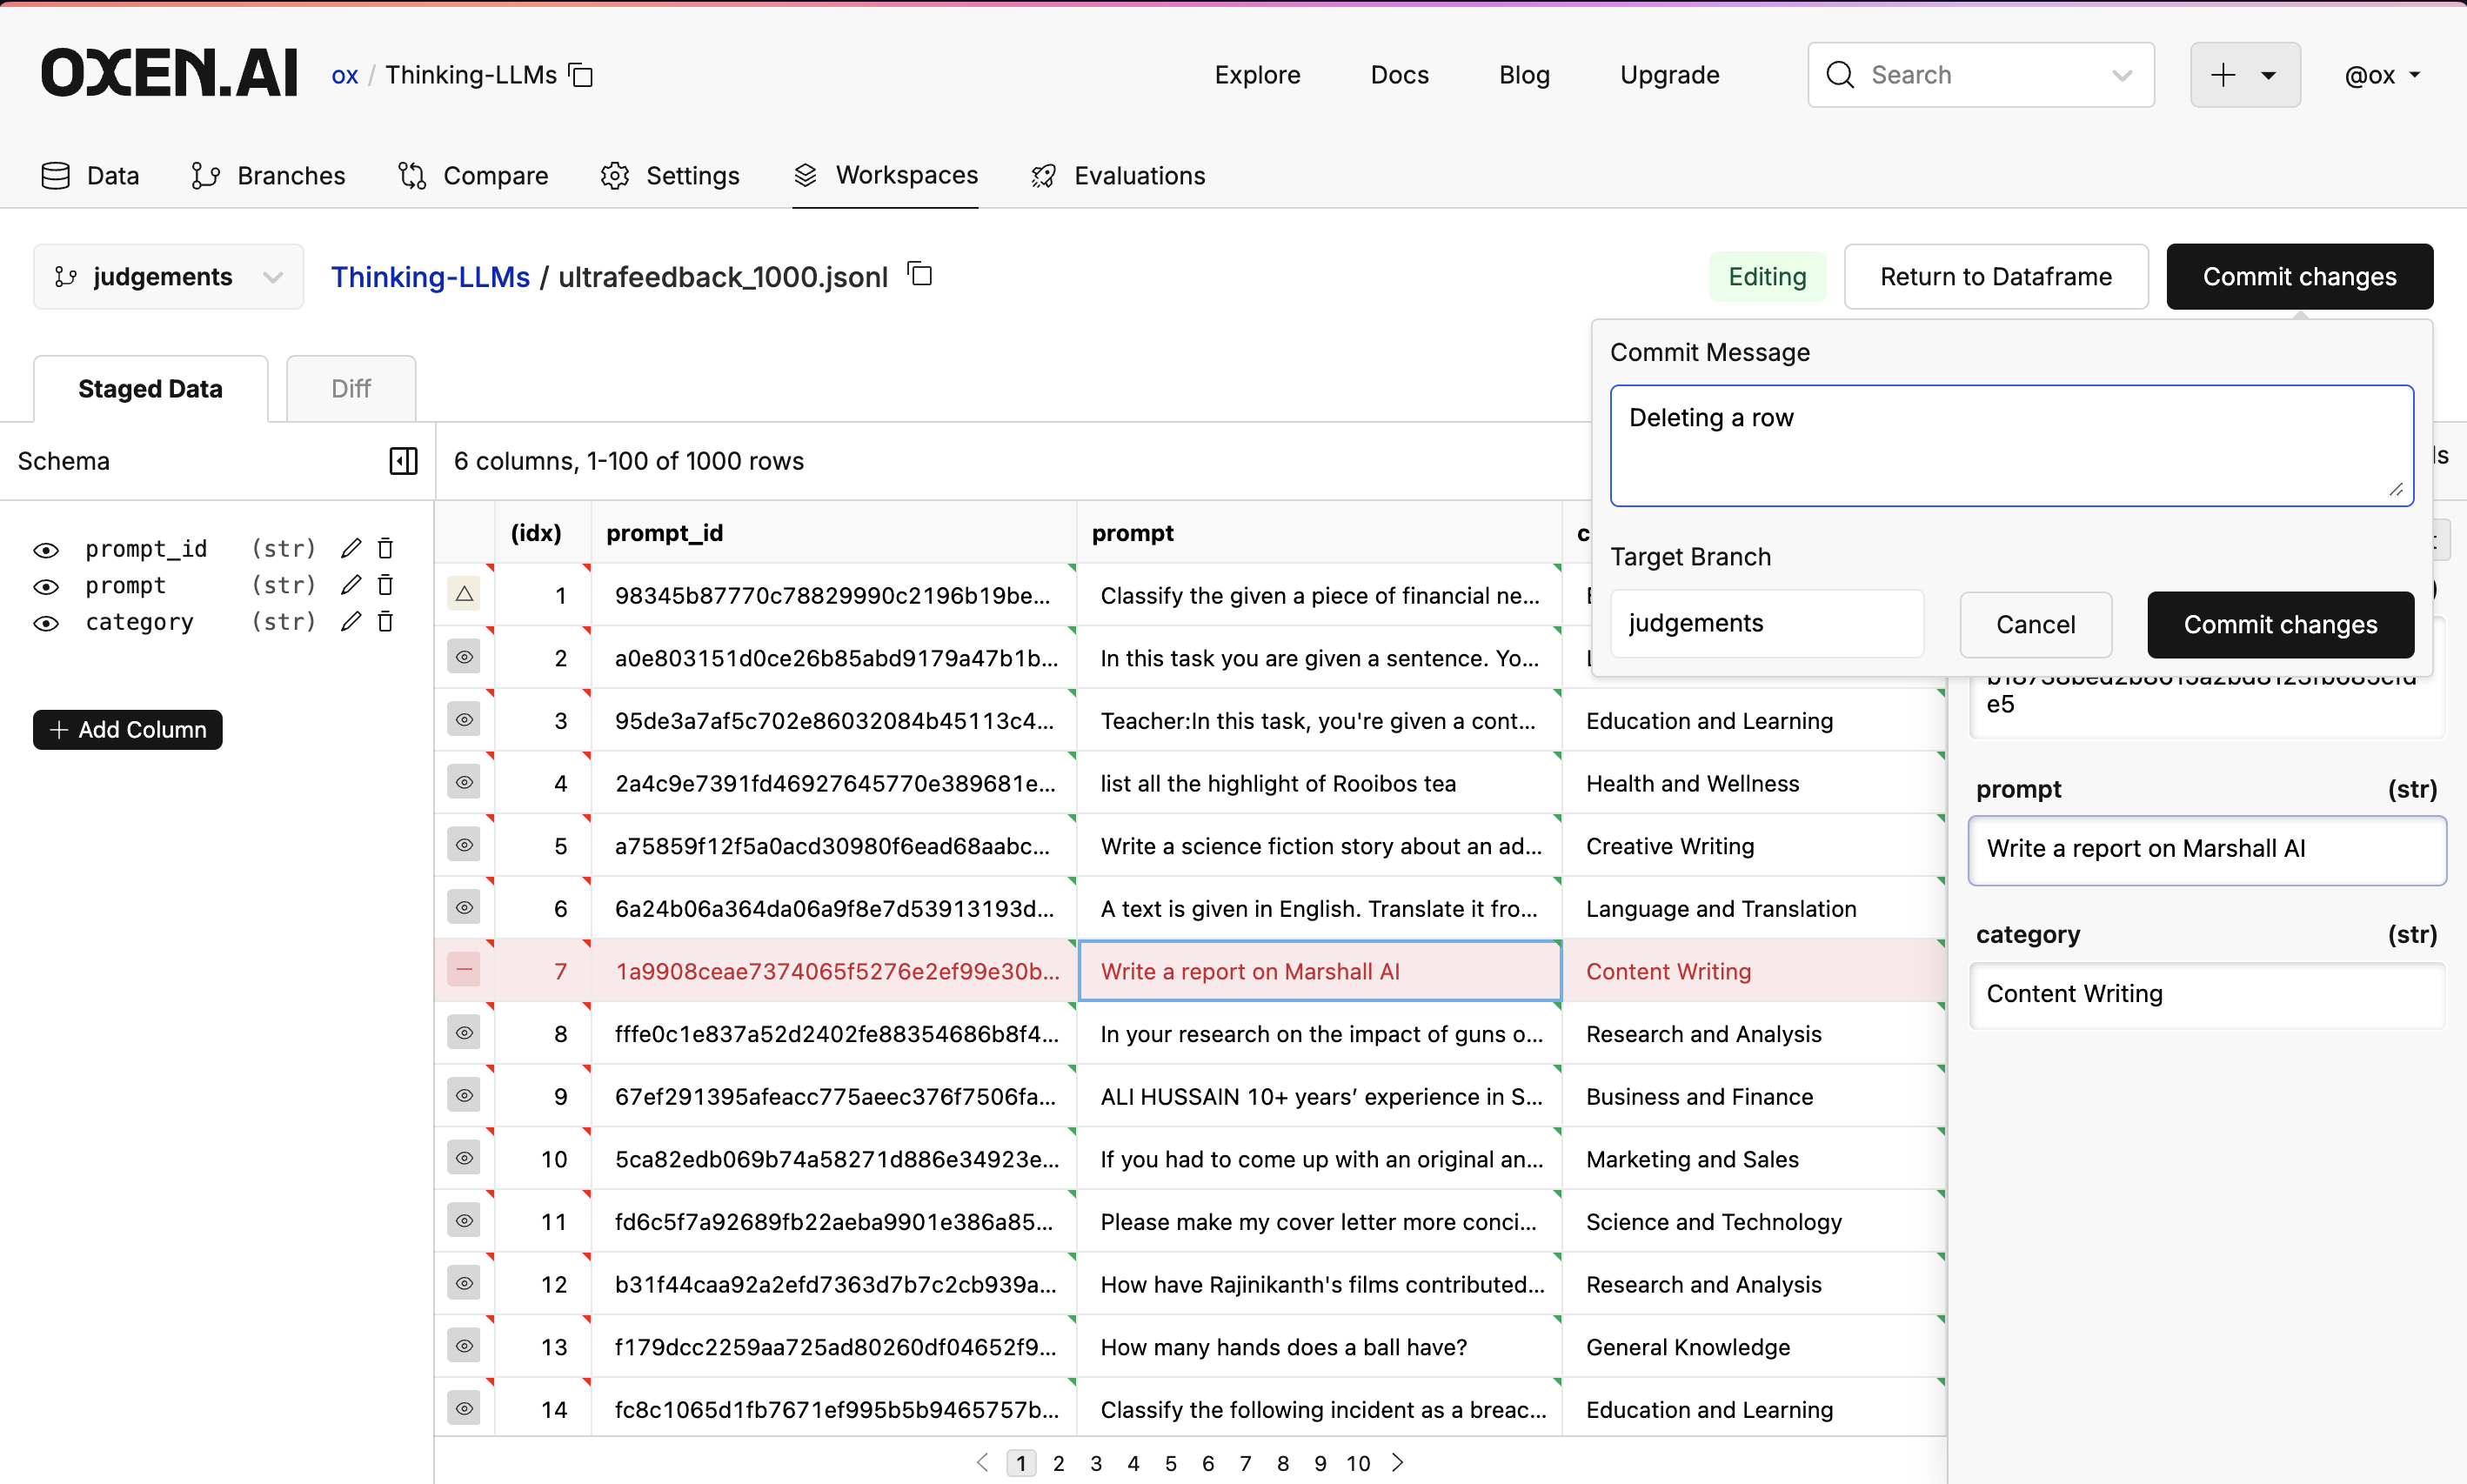 OXEN.AI
ox / Thinking-LLMs
Explore
Docs
Blog
Upgrade
Search
@ox
Data
Branches
Compare
Settings
Workspaces
Evaluations
judgements
Thinking-LLMs / ultrafeedback_1000.jsonl
Editing
Return to Dataframe
Commit changes
Commit Message
Deleting a row
Target Branch
judgements
Cancel
Commit changes
Staged Data
Diff
Schema
6 columns, 1-100 of 1000 rows
prompt_id (str)
prompt (str)
category (str)
+ Add Column
(idx) prompt_id prompt
1 98345b87770c78829990c2196b19be... Classify the given a piece of financial ne...
2 a0e803151d0ce26b85abd9179a47b1b... In this task you are given a sentence. Yo...
3 95de3a7af5c702e86032084b45113c4... Teacher:In this task, you're given a cont... Education and Learning
4 2a4c9e7391fd46927645770e389681e... list all the highlight of Rooibos tea Health and Wellness
5 a75859f12f5a0acd30980f6ead68aabc... Write a science fiction story about an ad... Creative Writing
6 6a24b06a364da06a9f8e7d53913193d... A text is given in English. Translate it fro... Language and Translation
7 1a9908ceae7374065f5276e2ef99e30b... Write a report on Marshall AI Content Writing
8 fffe0c1e837a52d2402fe88354686b8f4... In your research on the impact of guns o... Research and Analysis
9 67ef291395afeacc775aeec376f7506fa... ALI HUSSAIN 10+ years’ experience in S... Business and Finance
10 5ca82edb069b74a58271d886e34923e... If you had to come up with an original an... Marketing and Sales
11 fd6c5f7a92689fb22aeba9901e386a85... Please make my cover letter more conci... Science and Technology
12 b31f44caa92a2efd7363d7b7c2cb939a... How have Rajinikanth's films contributed... Research and Analysis
13 f179dcc2259aa725ad80260df04652f9... How many hands does a ball have? General Knowledge
14 fc8c1065d1fb7671ef995b5b9465757b... Classify the following incident as a breac... Education and Learning
e5
prompt (str)
Write a report on Marshall AI
category (str)
Content Writing
1 2 3 4 5 6 7 8 9 10